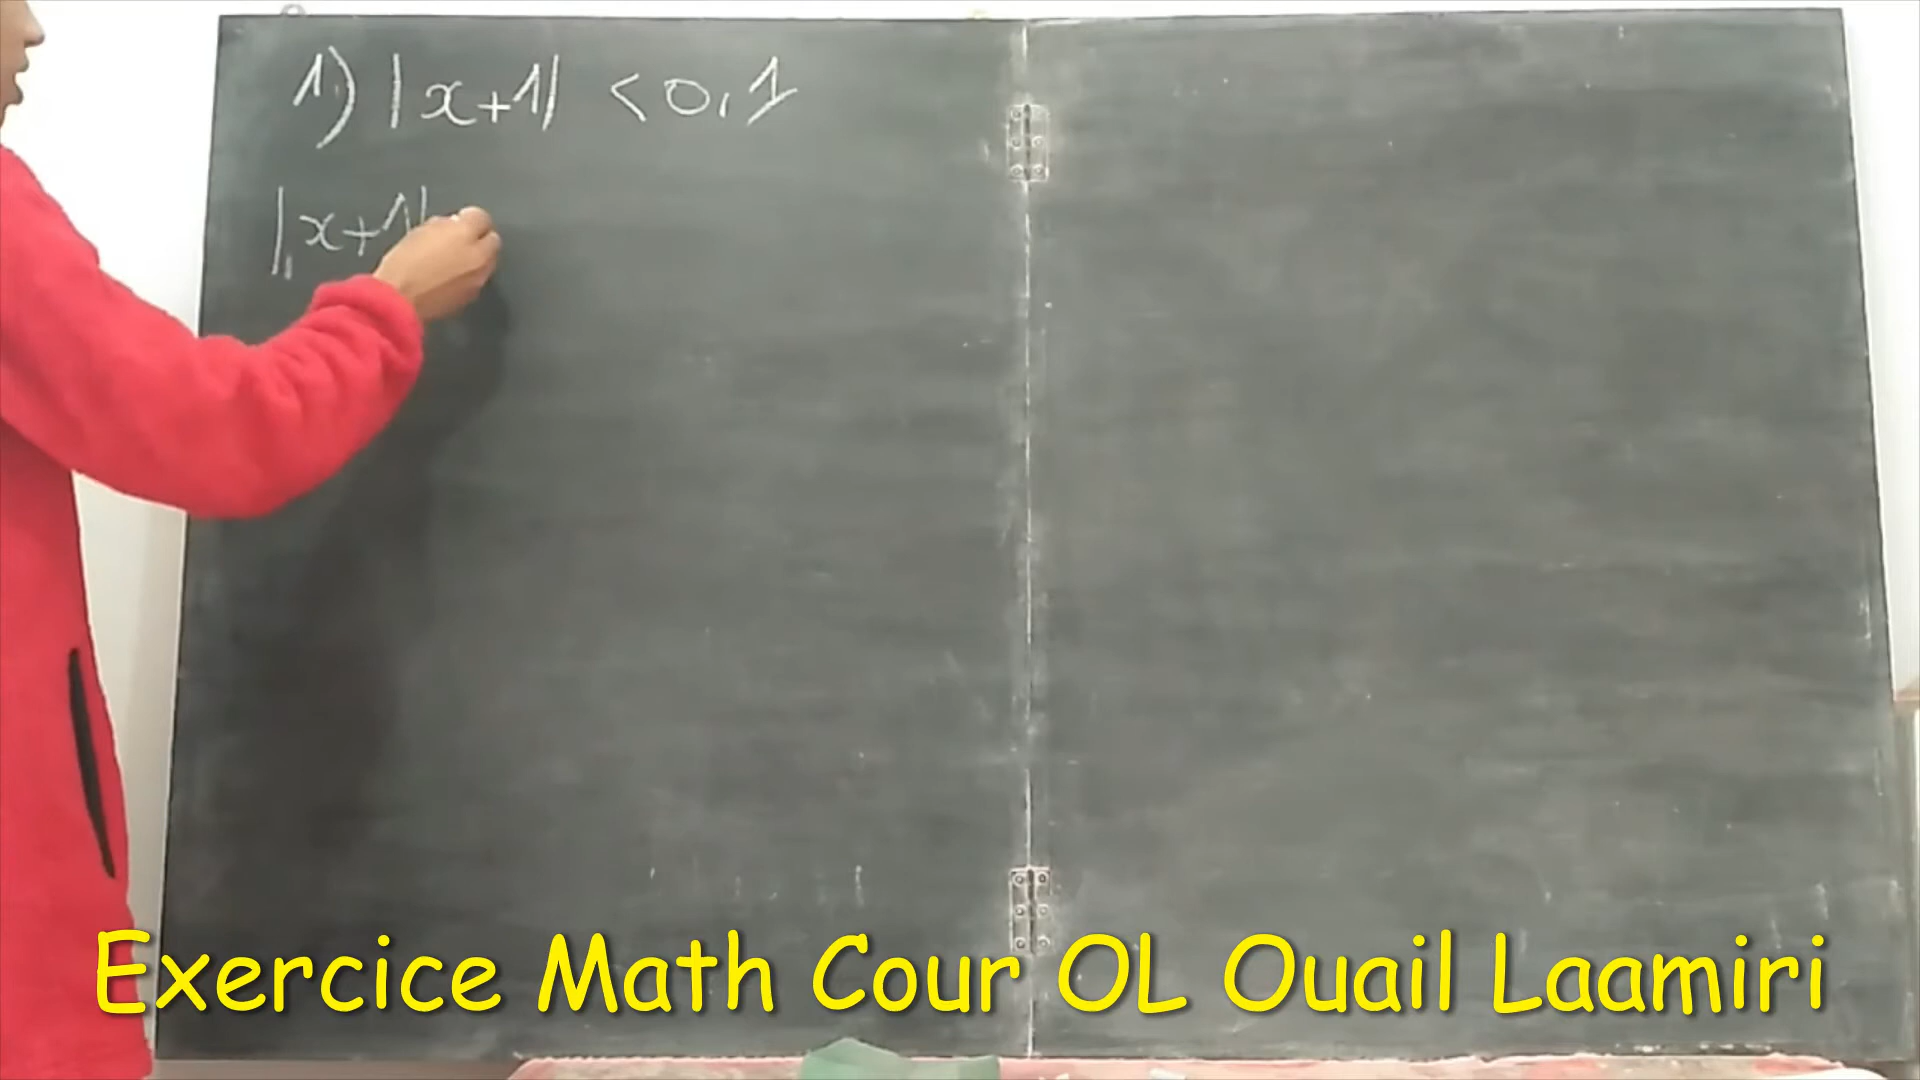 1) |x+1| <0,1
|x+1|
Exercice Math Cour OL Ouail Laamiri